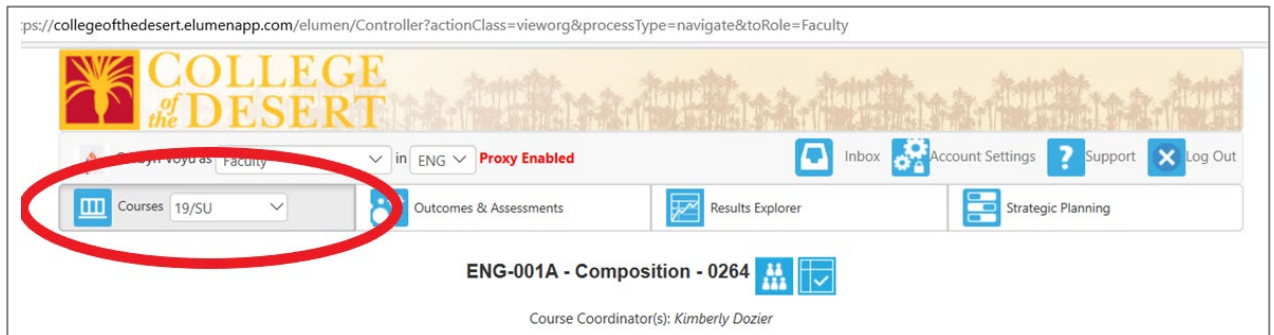 ps://collegeofthedesert.elumenapp.com/elumen/Controller?actionClass=vieworg&processType=navigate&toRole=Faculty
COLLEGE
of the DESERT
Voyu as Faculty in ENG Proxy Enabled Inbox Account Settings ? Support Log Out
Courses 19/SU Outcomes & Assessments Results Explorer Strategic Planning
ENG-001A - Composition - 0264
Course Coordinator(s): Kimberly Dozier